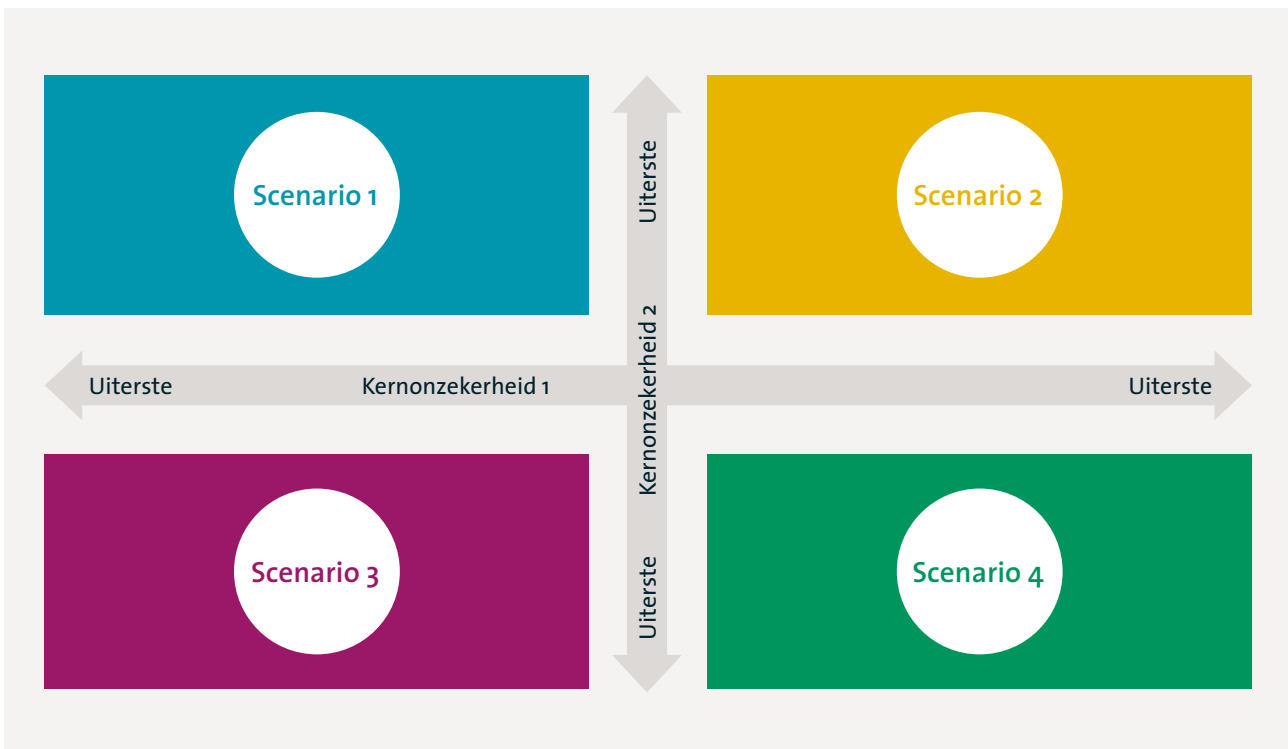 Scenario 1
Uiterste
Scenario 2
Uiterste
Kernonzekerheid 1
Kernonzekerheid 2
Uiterste
Scenario 3
Uiterste
Scenario 4